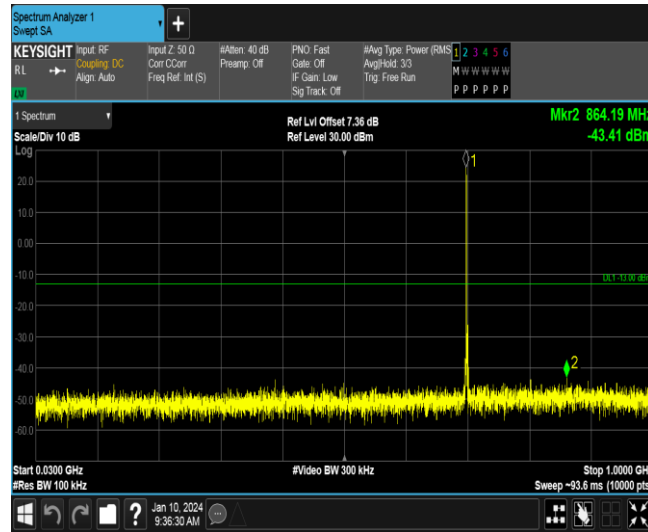 Spectrum Analyzer 1
Swept SA
+
KEYSIGHT Input: RF Input Z: 50 Ω #Atten: 40 dB PNO: Fast #Avg Type: Power (RMS 1 2 3 4 5 6
RL Coupling: DC Corr CCorr Preamp: Off Gate: Off Avg|Hold: 3/3 M W W W W W
Align: Auto Freq Ref: Int (S) IF Gain: Low Trig: Free Run
Sig Track: Off P P P P P P
1 Spectrum
Scale/Div 10 dB
Ref Lvl Offset 7.36 dB
Ref Level 30.00 dBm
Mkr2 864.19 MHz
-43.41 dBm
Log
1
20.0
10.0
0.00
-10.0
DL1 -13.00 dBm
-20.0
-30.0
-40.0
2
-50.0
-60.0
Start 0.0300 GHz #Video BW 300 kHz Stop 1.0000 GH
#Res BW 100 kHz Sweep ~93.6 ms (10000 pts
? Jan 10, 2024
9:36:30 AM